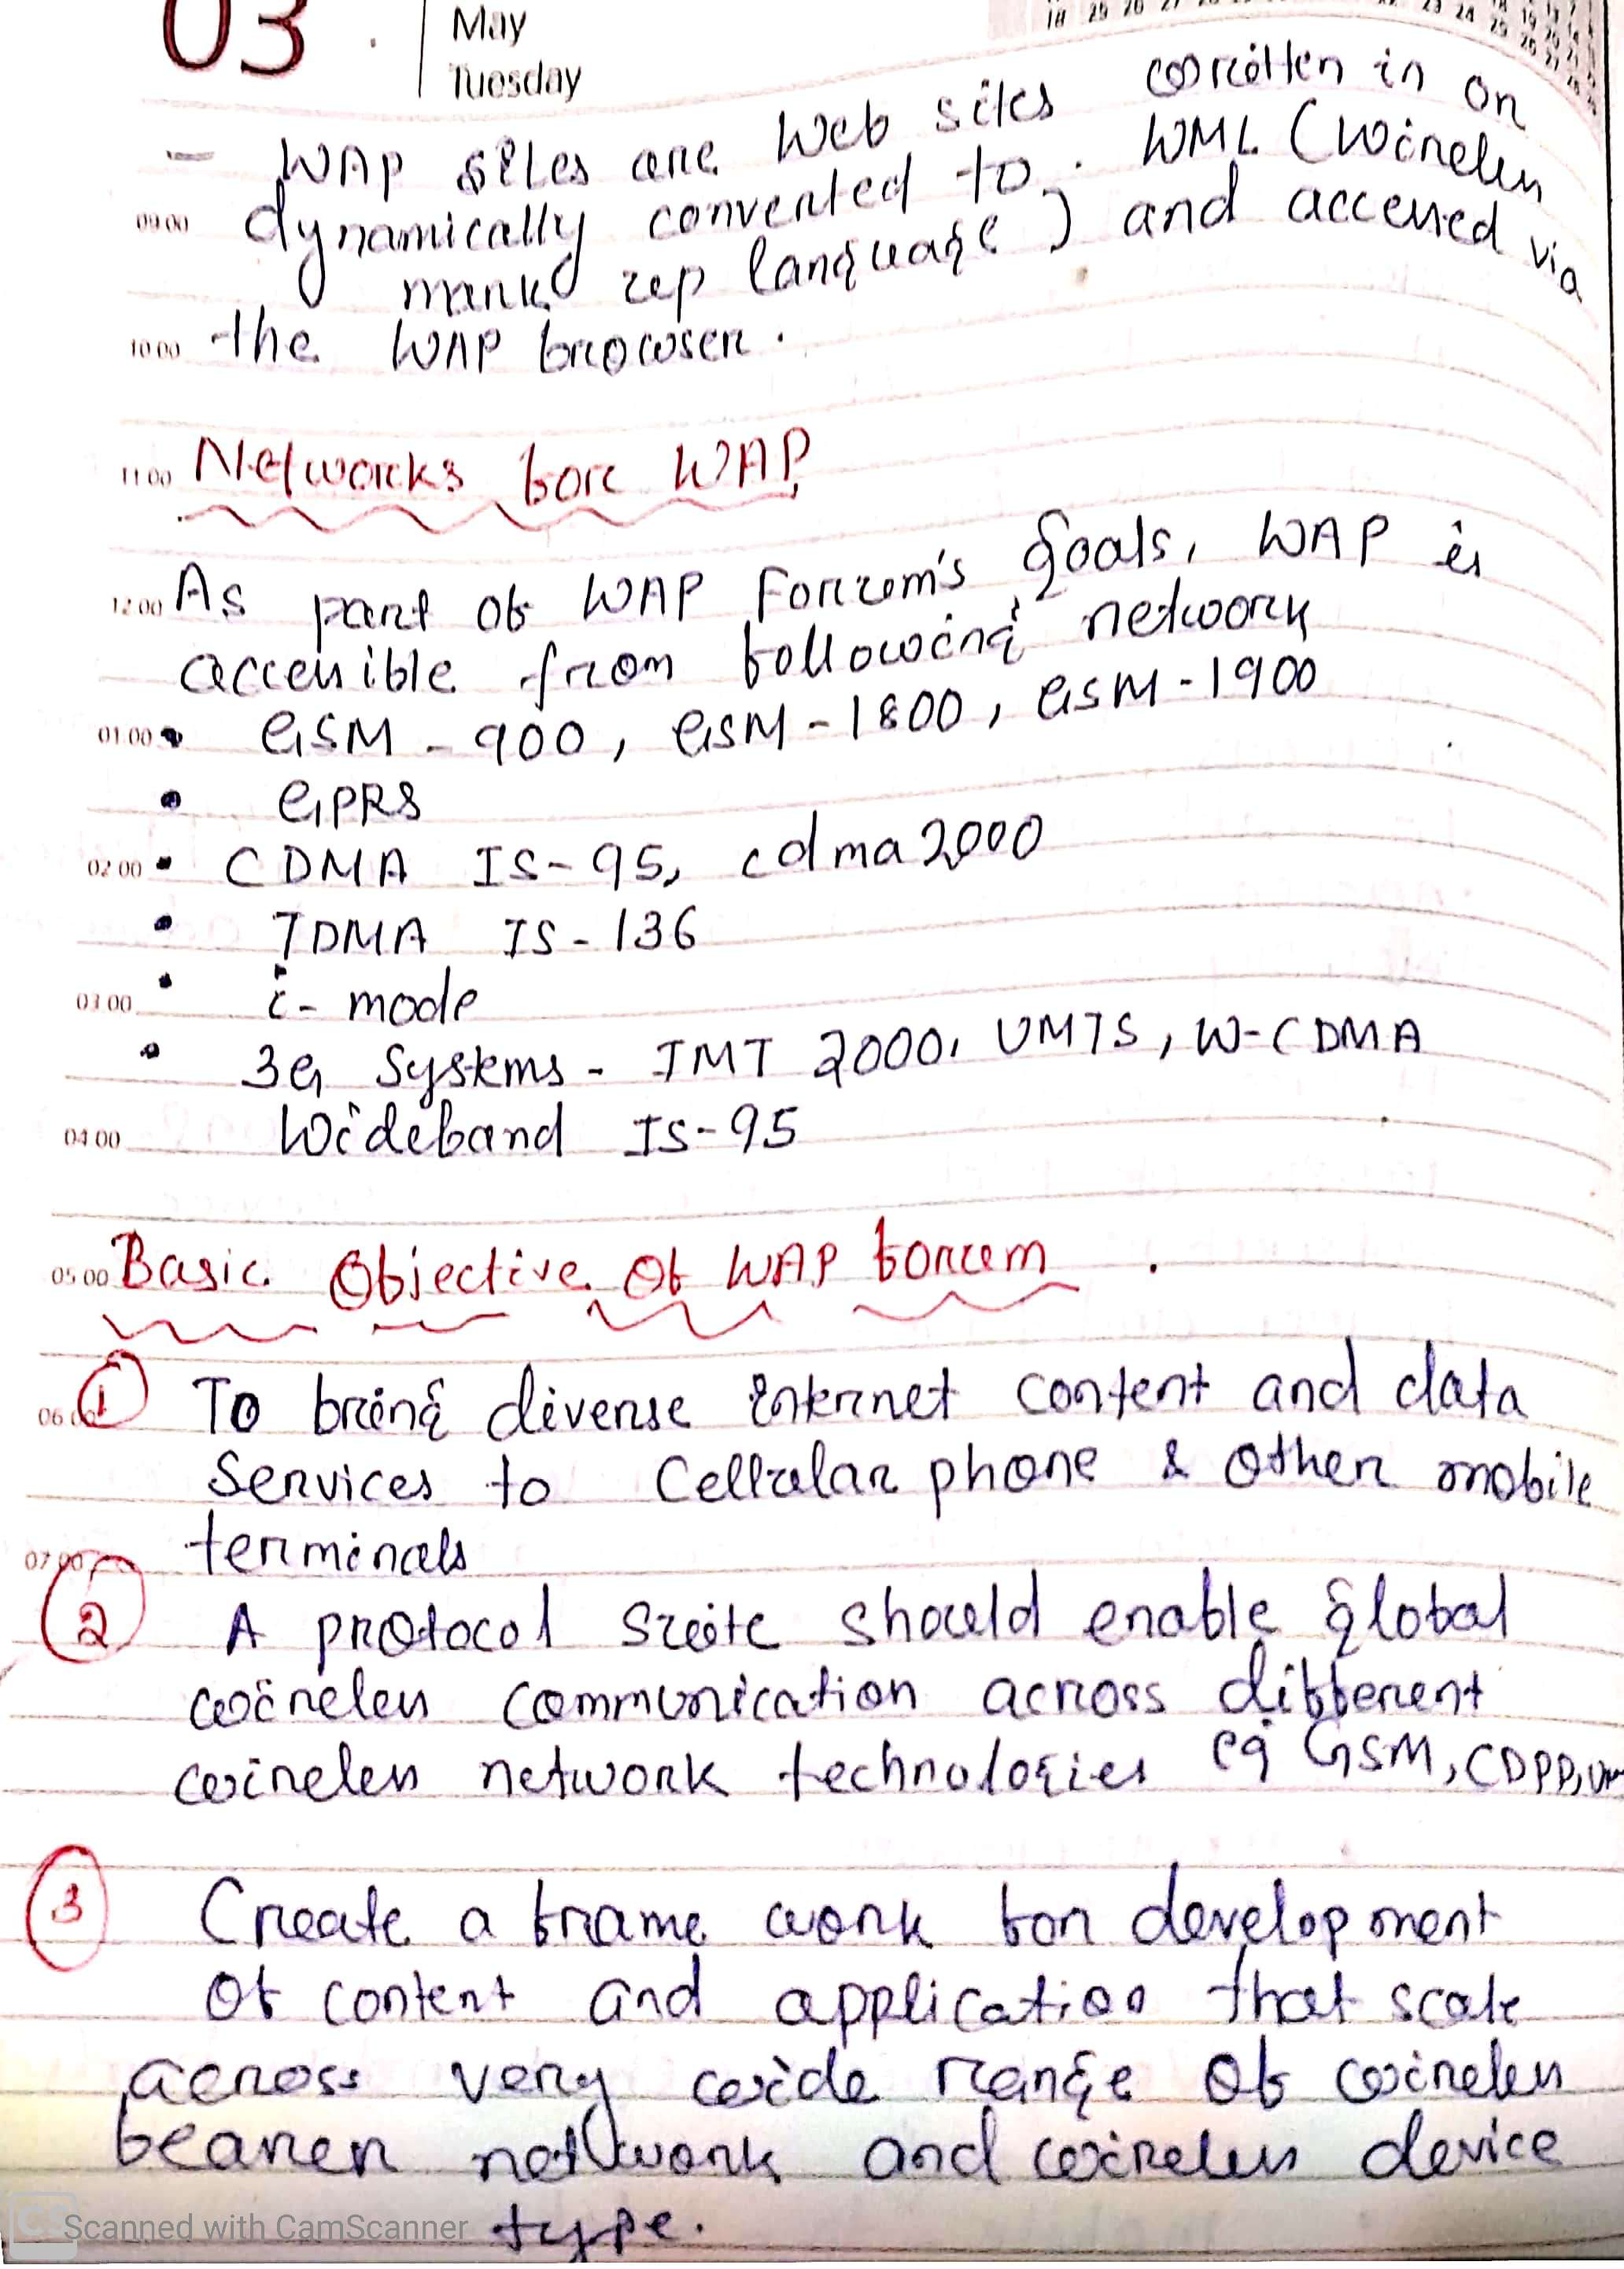 03
May
Tuesday
- WAP sites are Web sites written in on
09 00 dynamically converted to WML (Wireless
mark up language) and accessed via
10 00 the WAP browser.
11 00 Networks for WAP
12 00 As part of WAP Forum's goals, WAP is
accessible from following network
01 00 • GSM - 900, GSM - 1800, GSM - 1900
• GPRS
02 00 • CDMA IS-95, cdma 2000
• TDMA IS - 136
03 00 • i - mode
• 3G Systems - IMT 2000, UMTS, W-CDMA
04 00 Wideband IS-95
05 00 Basic Objective Of WAP forum
06 00 1 To bring diverse internet content and data
Services to Cellular phone & other mobile
07 00 terminals
2 A protocol suite should enable global
wireless communication across different
wireless network technologies eg GSM, CDPD, UM
3 Create a frame work for development
Of content and application that scale
across very wide range of wireless
bearer network and wireless device
type.
CS Scanned with CamScanner